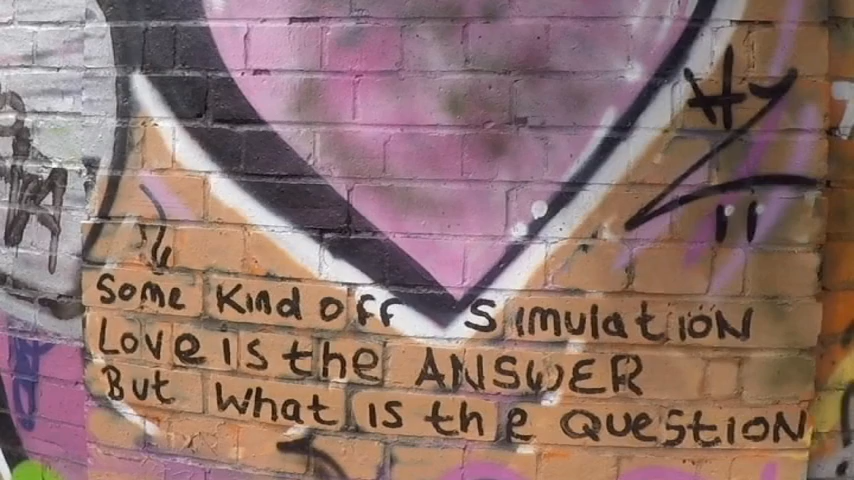 Some Kind off Simulation
Love is the ANSWER
But What is the Question